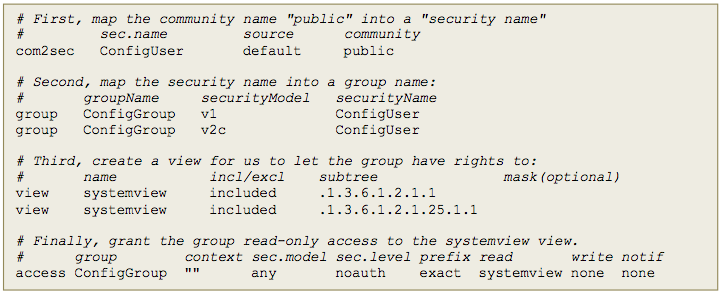 # First, map the community name "public" into a "security name"
# sec.name source community
com2sec ConfigUser default public
# Second, map the security name into a group name:
# groupName securityModel securityName
group ConfigGroup v1 ConfigUser
group ConfigGroup v2c ConfigUser
# Third, create a view for us to let the group have rights to:
# name incl/excl subtree mask(optional)
view systemview included .1.3.6.1.2.1.1
view systemview included .1.3.6.1.2.1.25.1.1
# Finally, grant the group read-only access to the systemview view.
# group context sec.model sec.level prefix read write notif
access ConfigGroup "" any noauth exact systemview none none